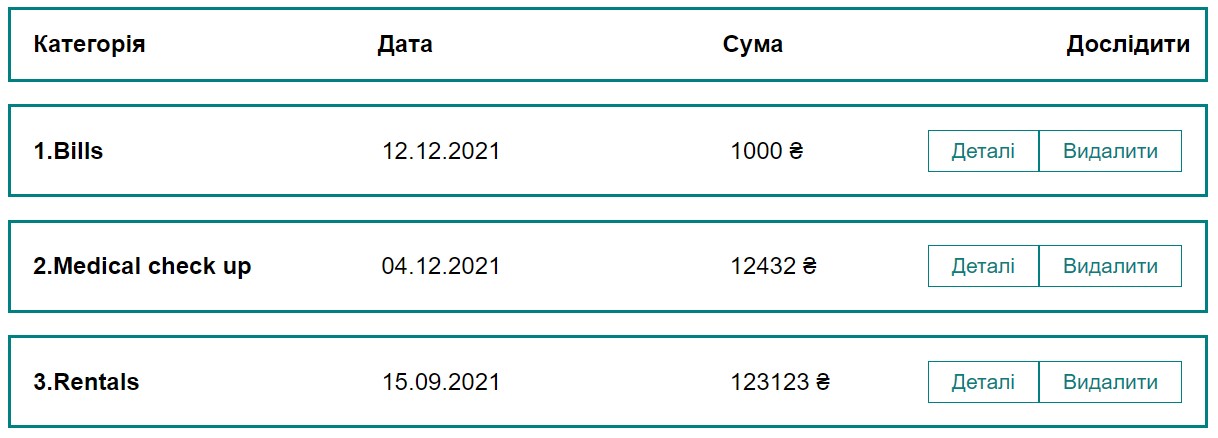 Категорія Дата Сума Дослідити
1.Bills 12.12.2021 1000 ₴ Деталі Видалити
2.Medical check up 04.12.2021 12432 ₴ Деталі Видалити
3.Rentals 15.09.2021 123123 ₴ Деталі Видалити